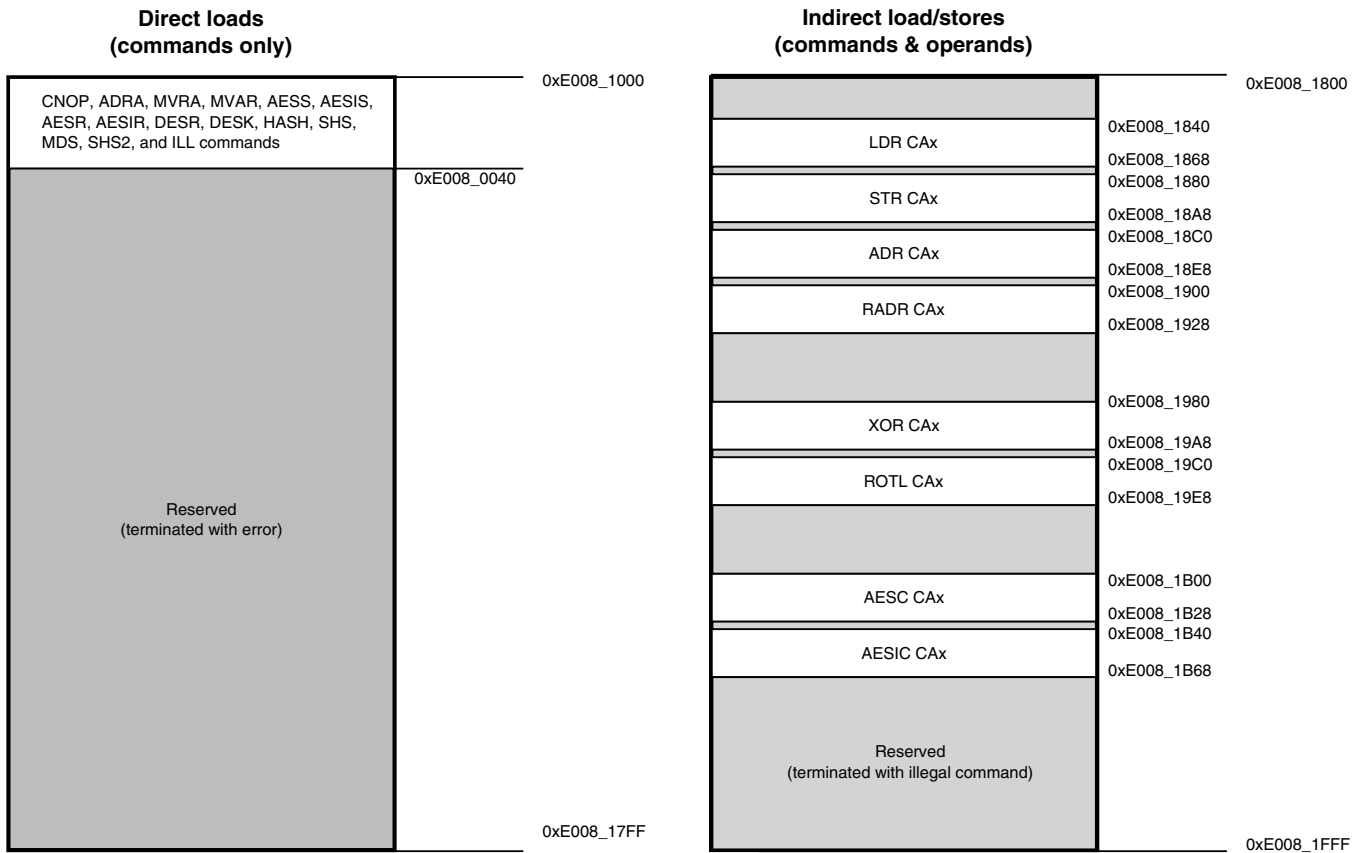 Direct loads
(commands only)
0xE008_1000
CNOP, ADRA, MVRA, MVAR, AESS, AESIS,
AESR, AESIR, DESR, DESK, HASH, SHS,
MDS, SHS2, and ILL commands
0xE008_0040
Reserved
(terminated with error)
0xE008_17FF
Indirect load/stores
(commands & operands)
0xE008_1800
LDR CAx
0xE008_1840
0xE008_1868
STR CAx
0xE008_1880
0xE008_18A8
ADR CAx
0xE008_18C0
0xE008_18E8
RADR CAx
0xE008_1900
0xE008_1928
XOR CAx
0xE008_1980
0xE008_19A8
ROTL CAx
0xE008_19C0
0xE008_19E8
AESC CAx
0xE008_1B00
0xE008_1B28
AESIC CAx
0xE008_1B40
0xE008_1B68
Reserved
(terminated with illegal command)
0xE008_1FFF